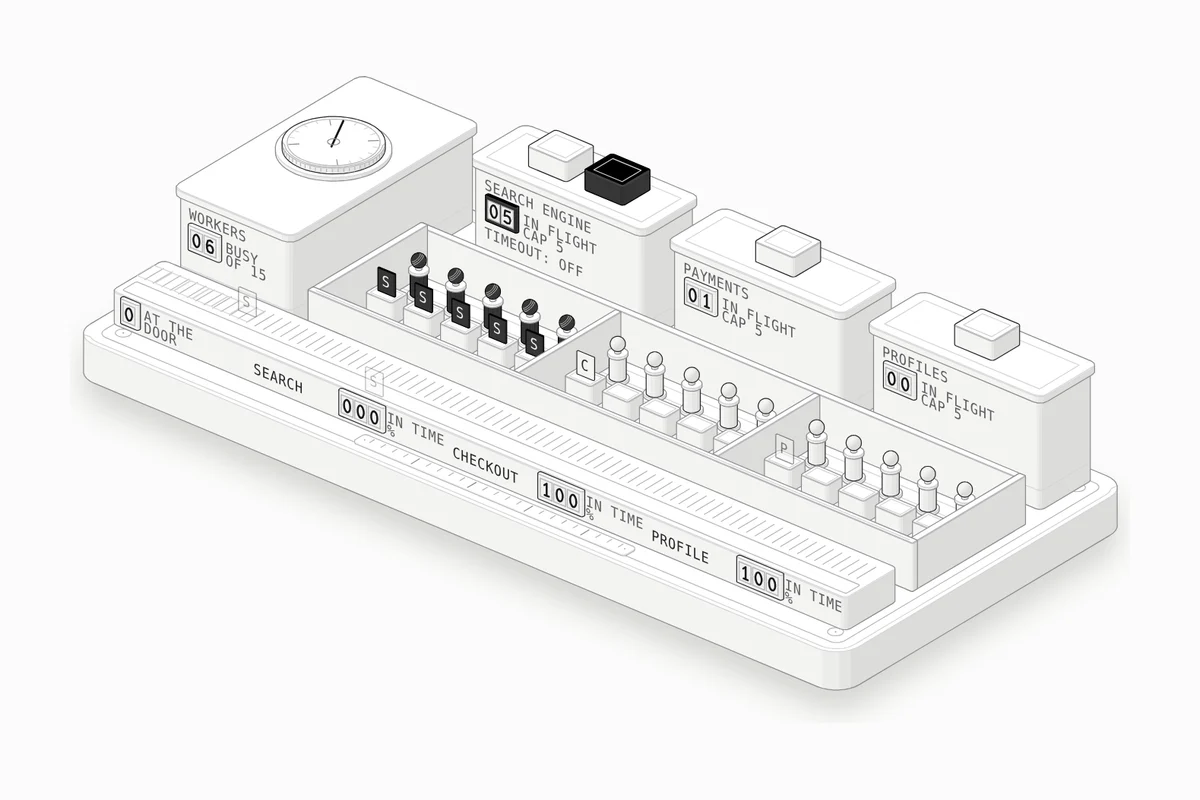 WORKERS
06 BUSY
OF 15
SEARCH ENGINE
05 IN FLIGHT
CAP 5
TIMEOUT: OFF
PAYMENTS
01 IN FLIGHT
CAP 5
PROFILES
00 IN FLIGHT
CAP 5
S
S
S
S
S
C
P
S
S
0 AT THE
DOOR
SEARCH
000 IN TIME
%
CHECKOUT
100 IN TIME
%
PROFILE
100 IN TIME
%